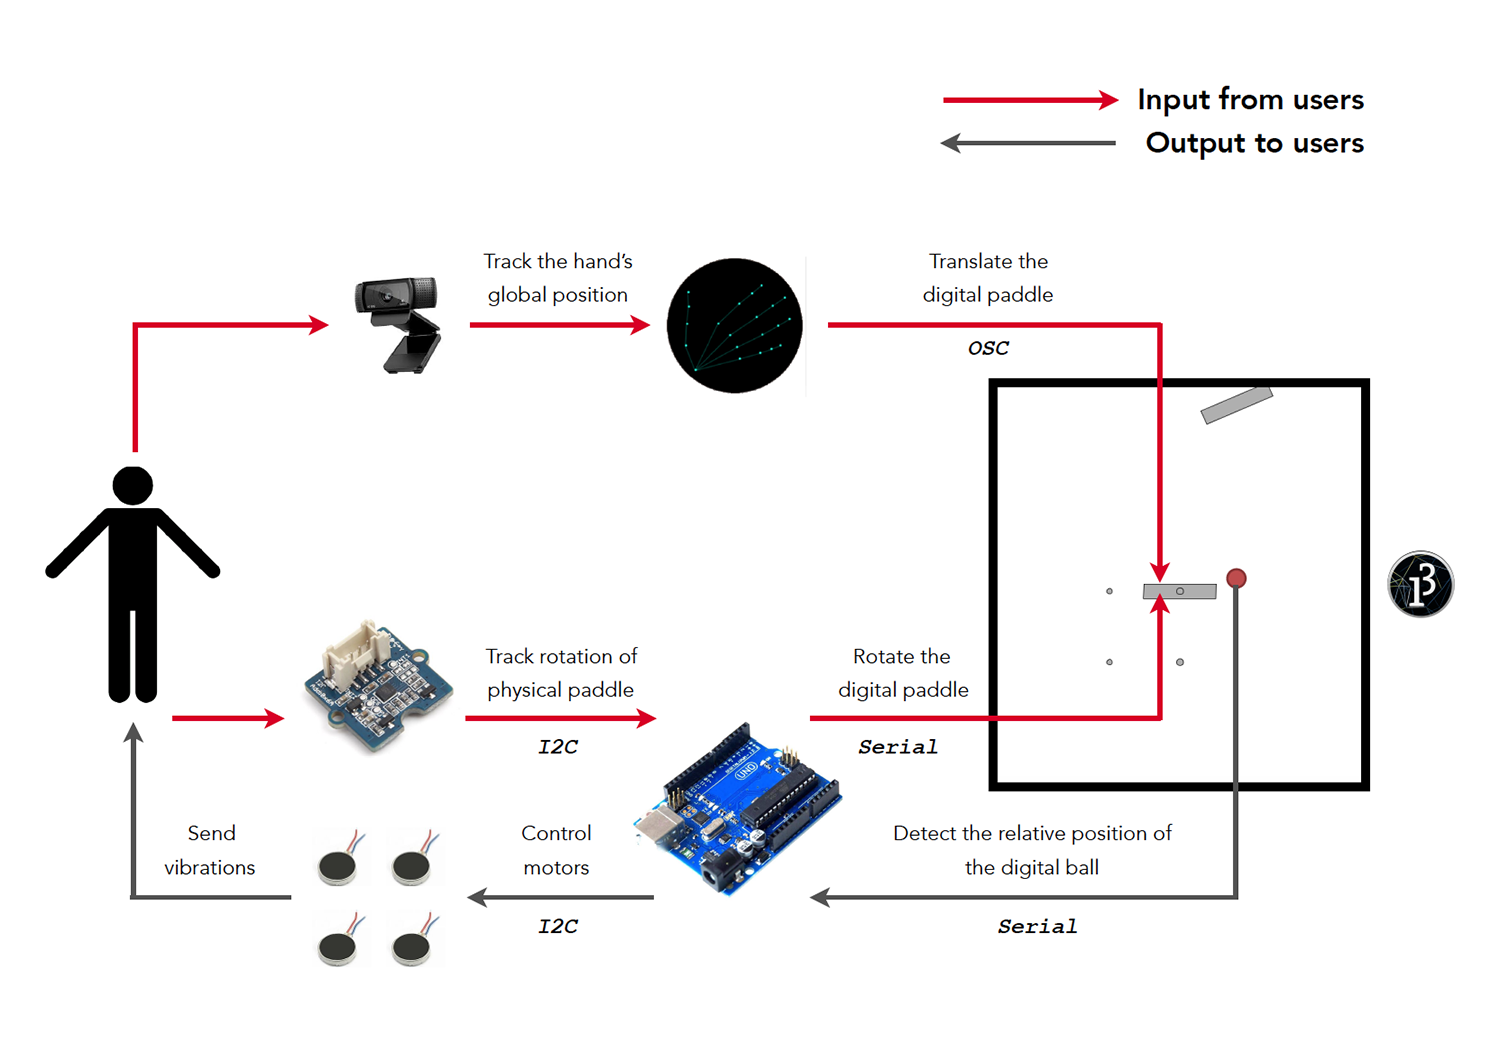 Input from users
Output to users
Track the hand's
global position
Translate the
digital paddle
OSC
Track rotation of
physical paddle
I2C
Rotate the
digital paddle
Serial
UNO
Send
vibrations
Control
motors
I2C
Detect the relative position of
the digital ball
Serial